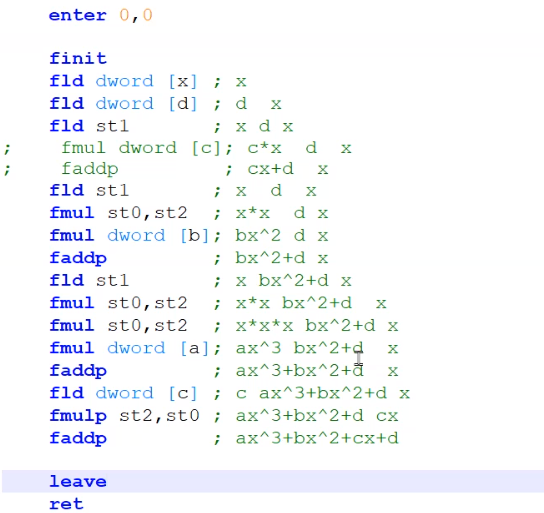 enter 0,0
finit
fld dword [x] ; x
fld dword [d] ; d  x
fld st1       ; x d x
;    fmul dword [c]; c*x  d  x
;    faddp         ; cx+d  x
fld st1       ; x  d  x
fmul st0,st2  ; x*x  d x
fmul dword [b]; bx^2 d x
faddp         ; bx^2+d x
fld st1       ; x bx^2+d x
fmul st0,st2  ; x*x bx^2+d  x
fmul st0,st2  ; x*x*x bx^2+d x
fmul dword [a]; ax^3 bx^2+d  x
faddp         ; ax^3+bx^2+d  x
fld dword [c] ; c ax^3+bx^2+d x
fmulp st2,st0 ; ax^3+bx^2+d cx
faddp         ; ax^3+bx^2+cx+d
leave
ret